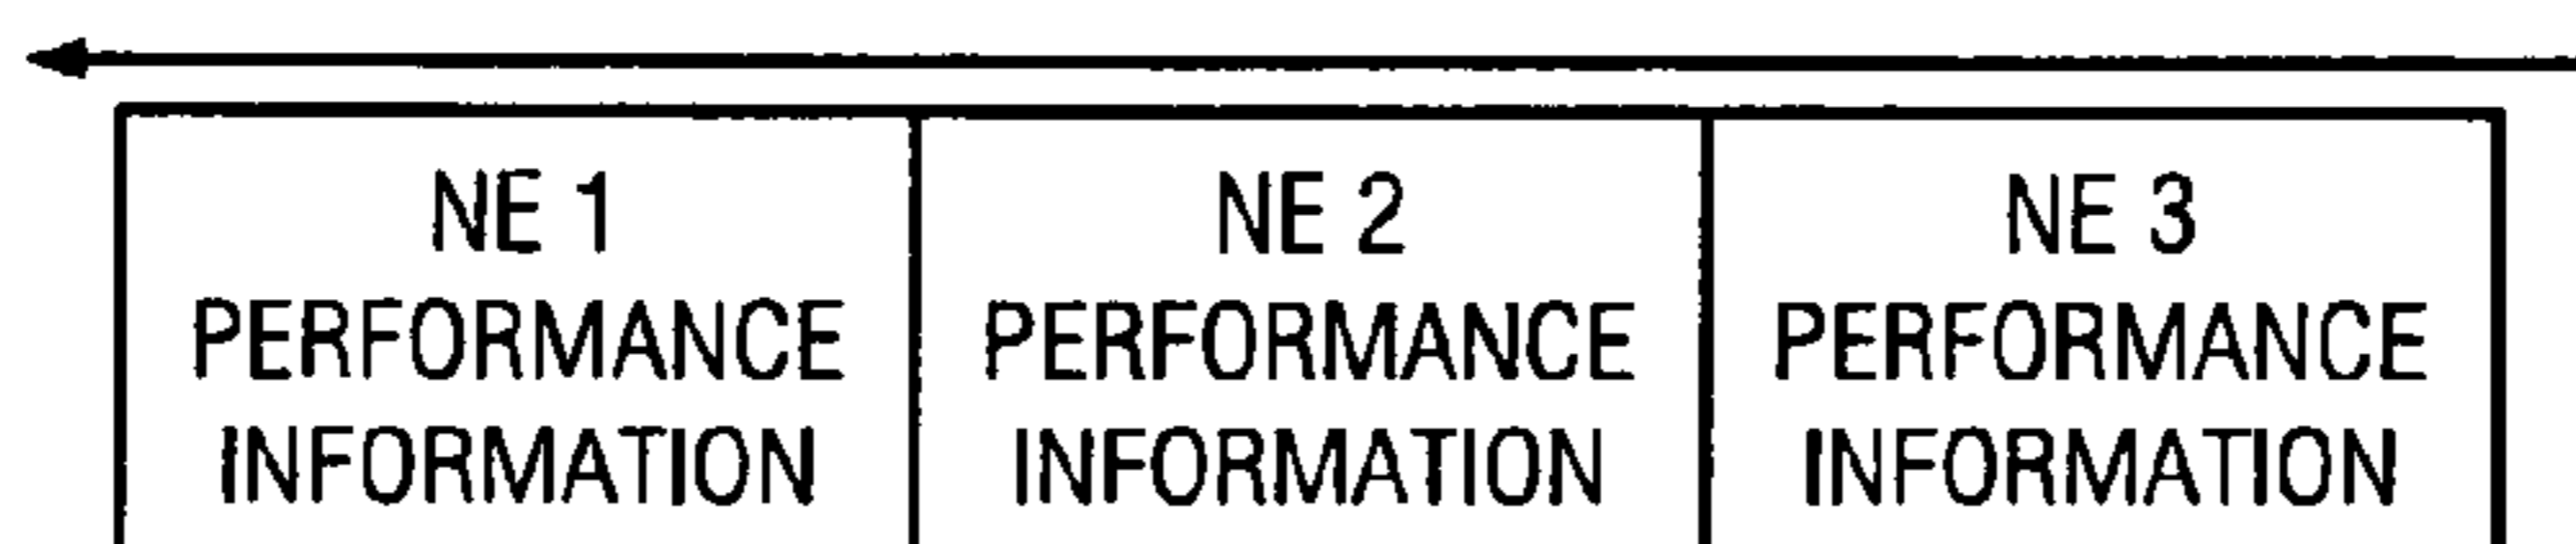 NE 1
PERFORMANCE
INFORMATION
NE 2
PERFORMANCE
INFORMATION
NE 3
PERFORMANCE
INFORMATION